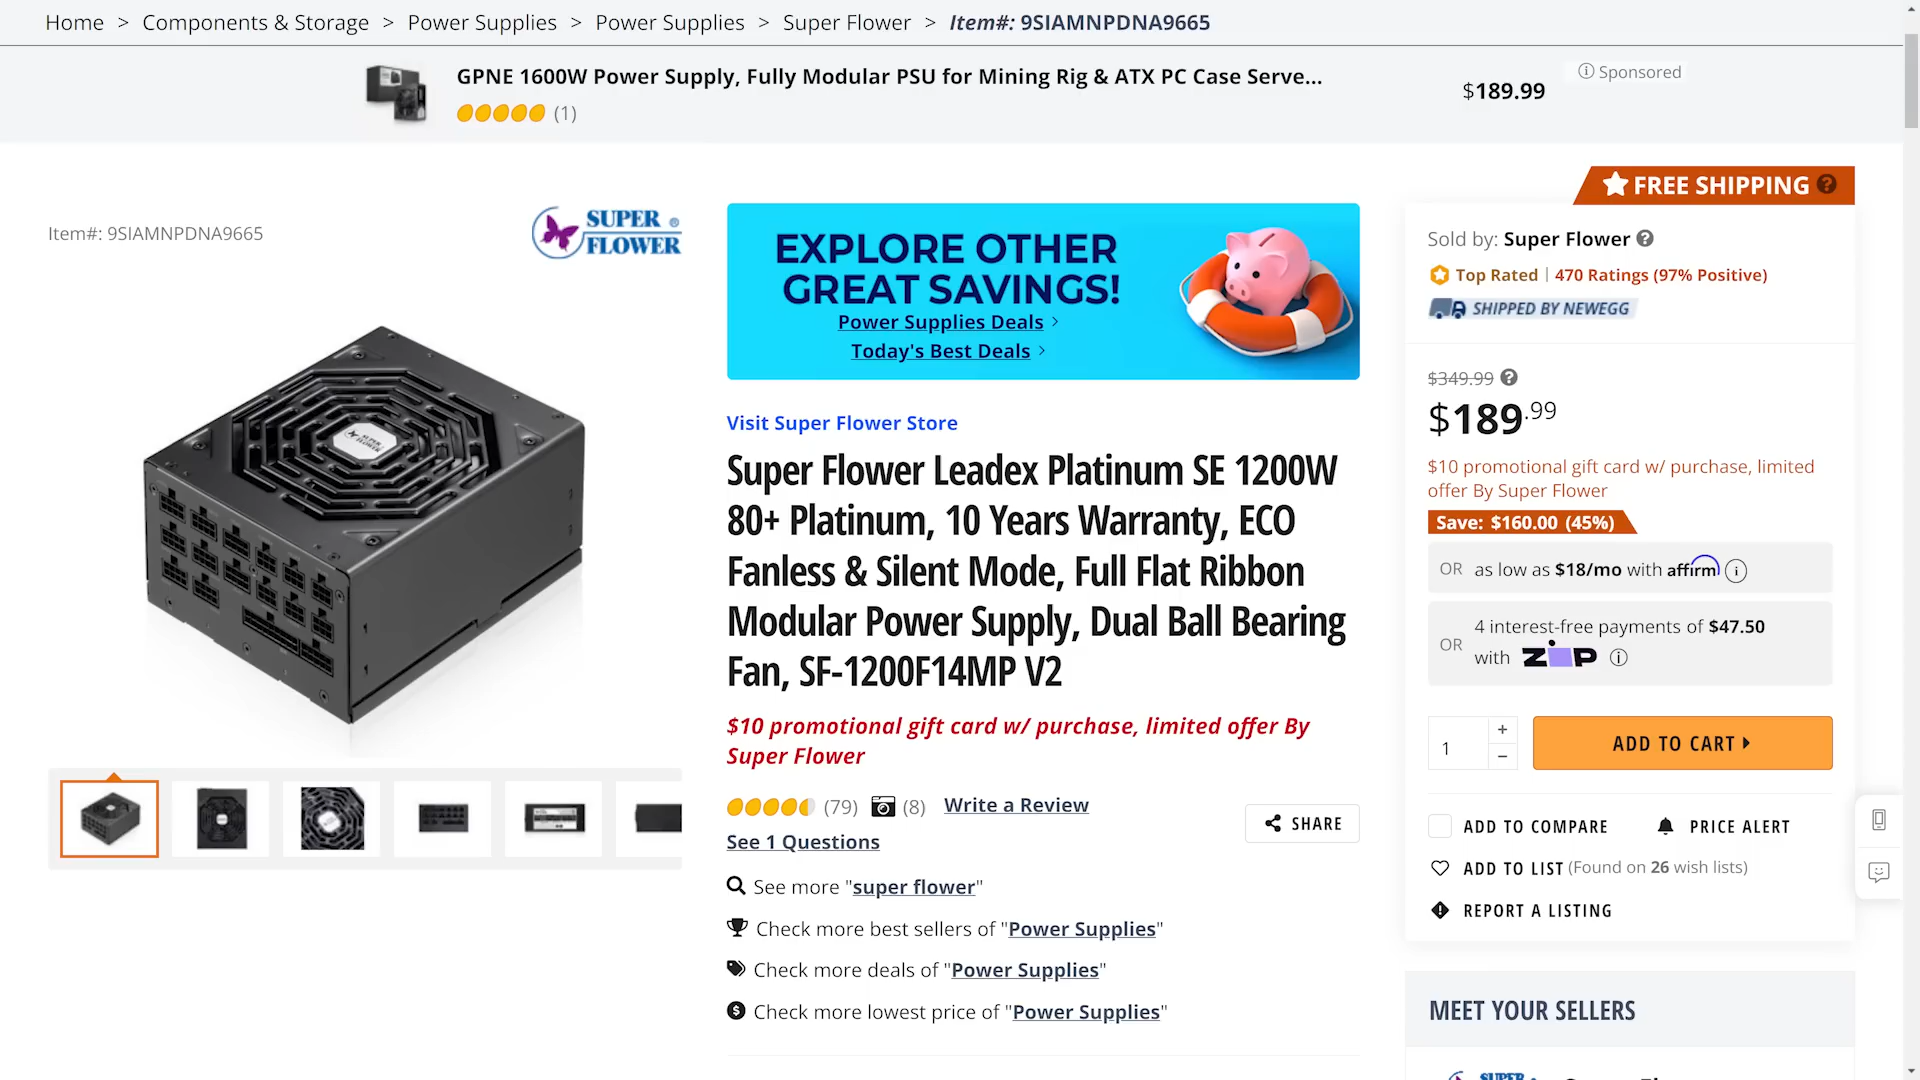 Home > Components & Storage > Power Supplies > Power Supplies > Super Flower > Item#: 9SIAMNPDNA9665
GPNE 1600W Power Supply, Fully Modular PSU for Mining Rig & ATX PC Case Serve...
(1)
$189.99
Sponsored
FREE SHIPPING
Item#: 9SIAMNPDNA9665
SUPER
FLOWER
EXPLORE OTHER
GREAT SAVINGS!
Power Supplies Deals
Today's Best Deals
Visit Super Flower Store
Super Flower Leadex Platinum SE 1200W
80+ Platinum, 10 Years Warranty, ECO
Fanless & Silent Mode, Full Flat Ribbon
Modular Power Supply, Dual Ball Bearing
Fan, SF-1200F14MP V2
$10 promotional gift card w/ purchase, limited offer By
Super Flower
(79) (8) Write a Review
See 1 Questions
SHARE
See more "super flower"
Check more best sellers of "Power Supplies"
Check more deals of "Power Supplies"
Check more lowest price of "Power Supplies"
Sold by: Super Flower
Top Rated | 470 Ratings (97% Positive)
SHIPPED BY NEWEGG
$349.99
$189.99
$10 promotional gift card w/ purchase, limited
offer By Super Flower
Save: $160.00 (45%)
OR as low as $18/mo with affirm
OR 4 interest-free payments of $47.50
with ZIP
1 + −
ADD TO CART
ADD TO COMPARE
PRICE ALERT
ADD TO LIST (Found on 26 wish lists)
REPORT A LISTING
MEET YOUR SELLERS